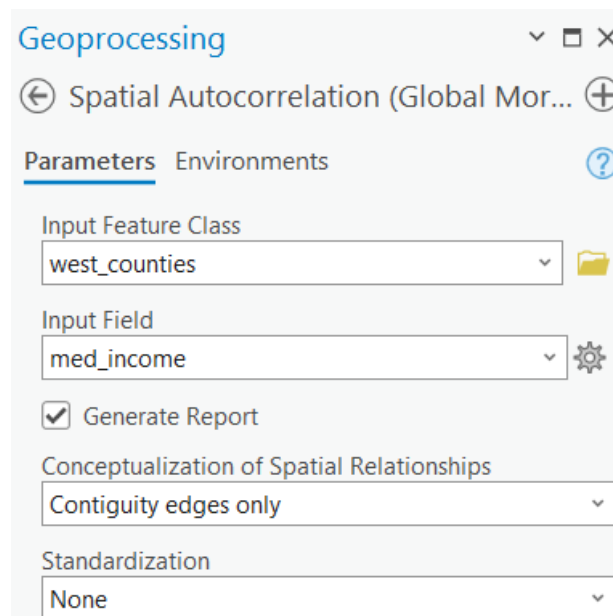 Geoprocessing
Spatial Autocorrelation (Global Mor...
Parameters Environments
Input Feature Class
west_counties
Input Field
med_income
Generate Report
Conceptualization of Spatial Relationships
Contiguity edges only
Standardization
None